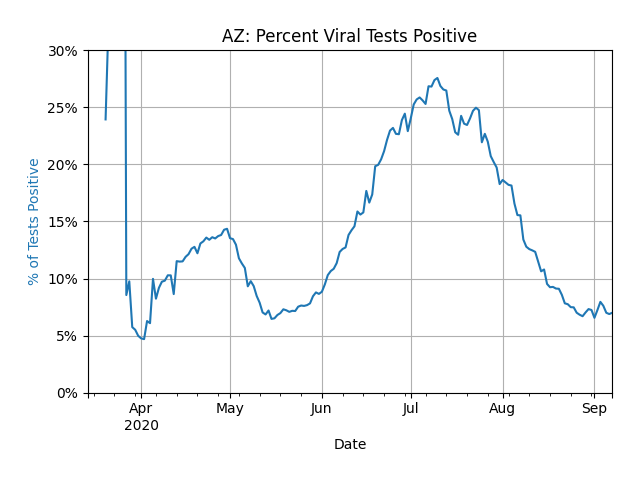 AZ: Percent Viral Tests Positive
30%
25%
20%
15%
10%
5%
0%
% of Tests Positive
Apr May Jun Jul Aug Sep
2020
Date